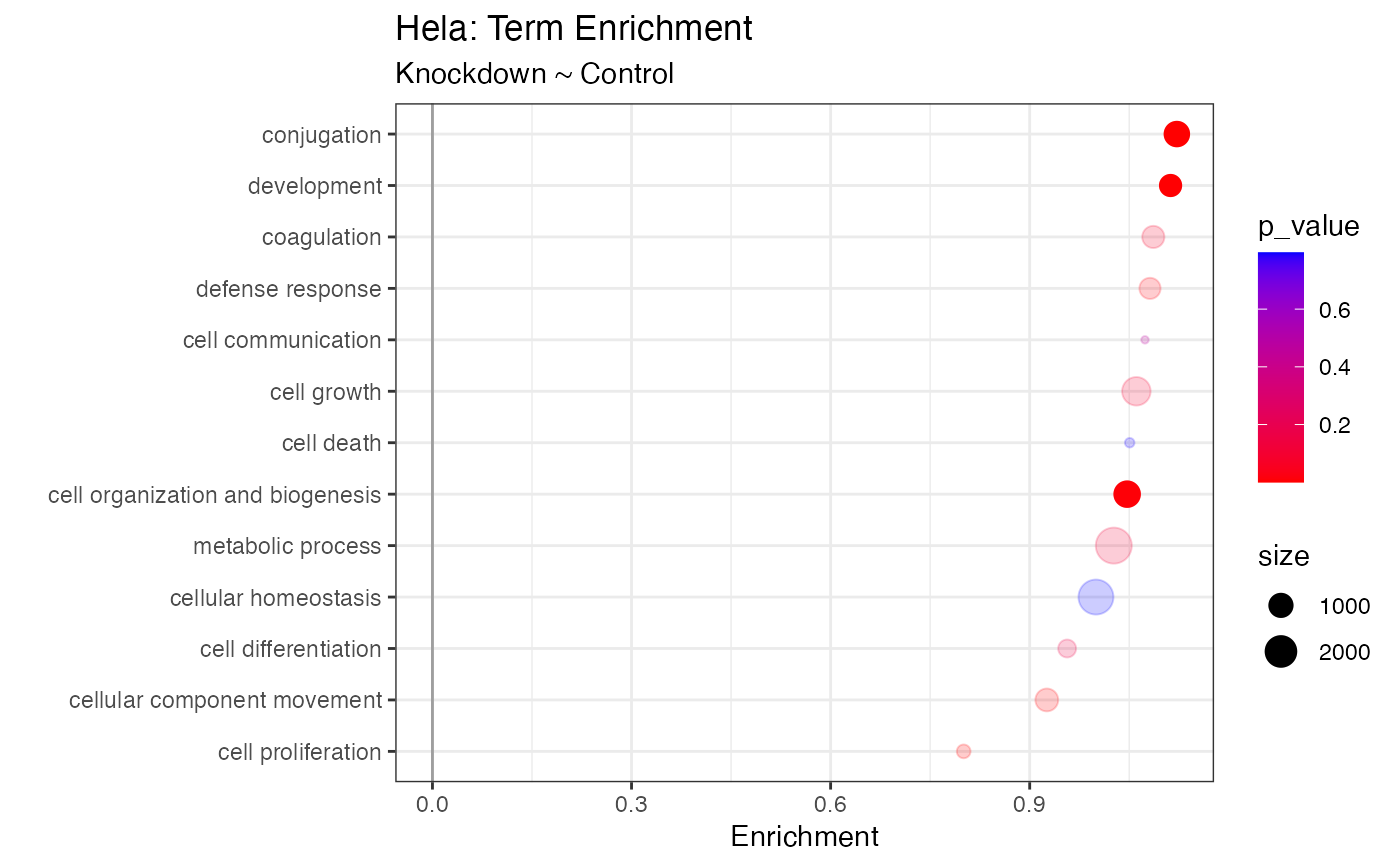 Hela: Term Enrichment
Knockdown ~ Control
conjugation
development
coagulation
defense response
cell communication
cell growth
cell death
cell organization and biogenesis
metabolic process
cellular homeostasis
cell differentiation
cellular component movement
cell proliferation
0.0 0.3 0.6 0.9
Enrichment
p_value
0.6
0.4
0.2
size
1000
2000